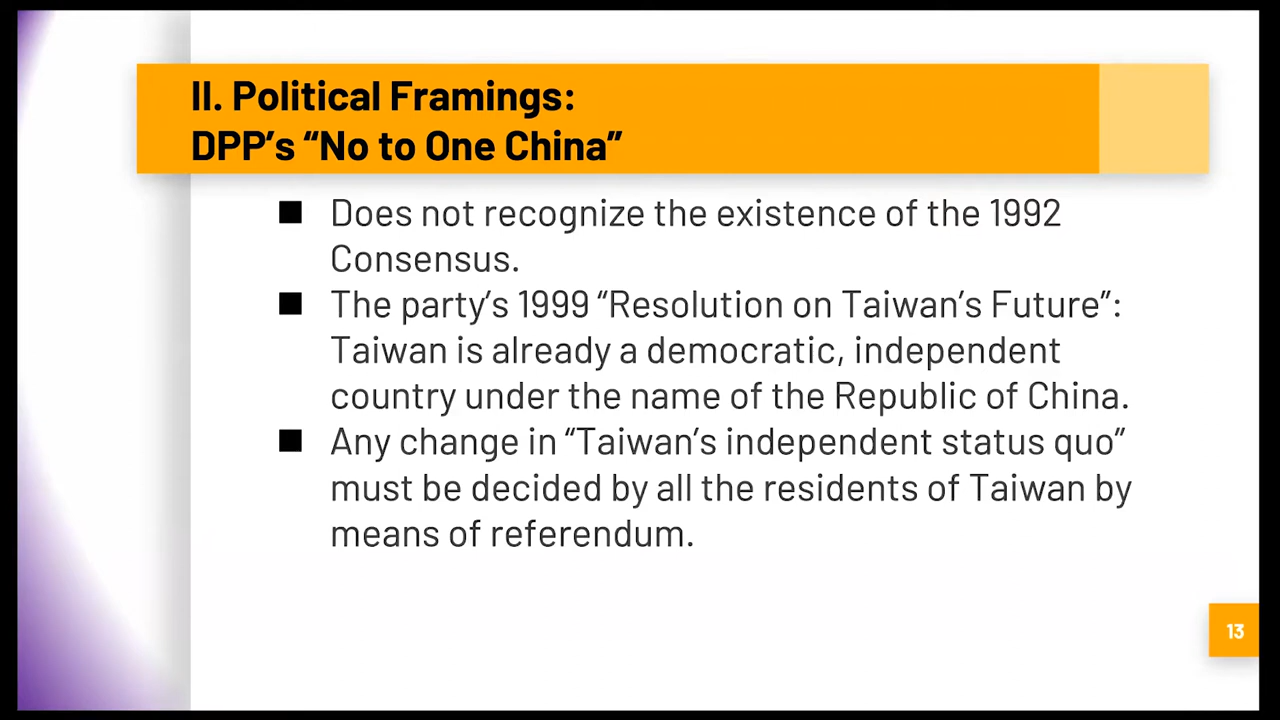 II. Political Framings:
DPP’s “No to One China”
■ Does not recognize the existence of the 1992
Consensus.
■ The party’s 1999 “Resolution on Taiwan’s Future”:
Taiwan is already a democratic, independent
country under the name of the Republic of China.
■ Any change in “Taiwan’s independent status quo”
must be decided by all the residents of Taiwan by
means of referendum.
13